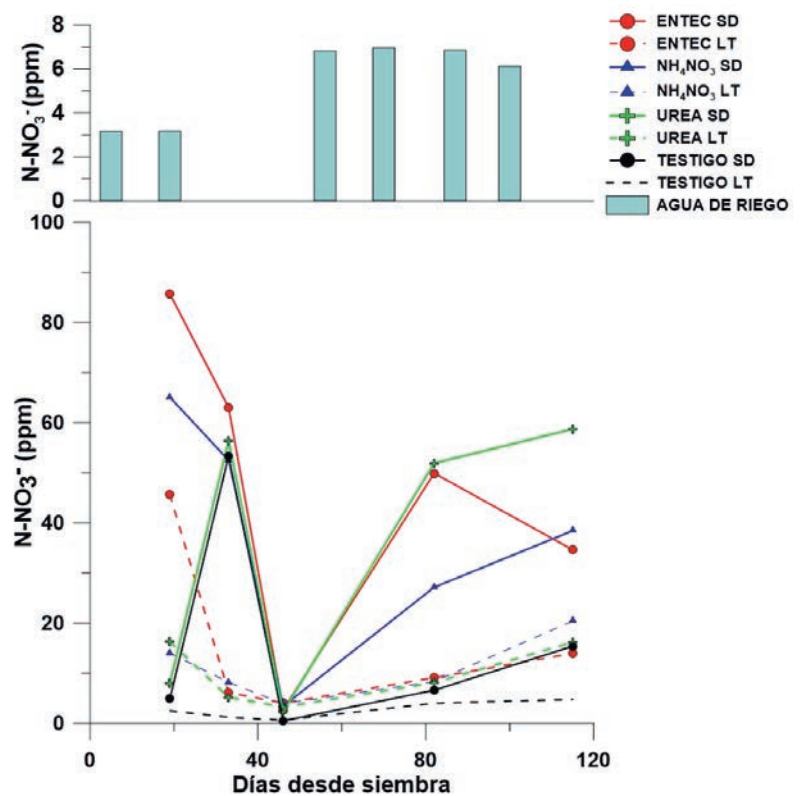 8
6
4
2
0
N-NO3- (ppm)
ENTEC SD
ENTEC LT
NH4NO3 SD
NH4NO3 LT
UREA SD
UREA LT
TESTIGO SD
TESTIGO LT
AGUA DE RIEGO
100
80
60
40
20
0
N-NO3- (ppm)
0 40 80 120
Días desde siembra